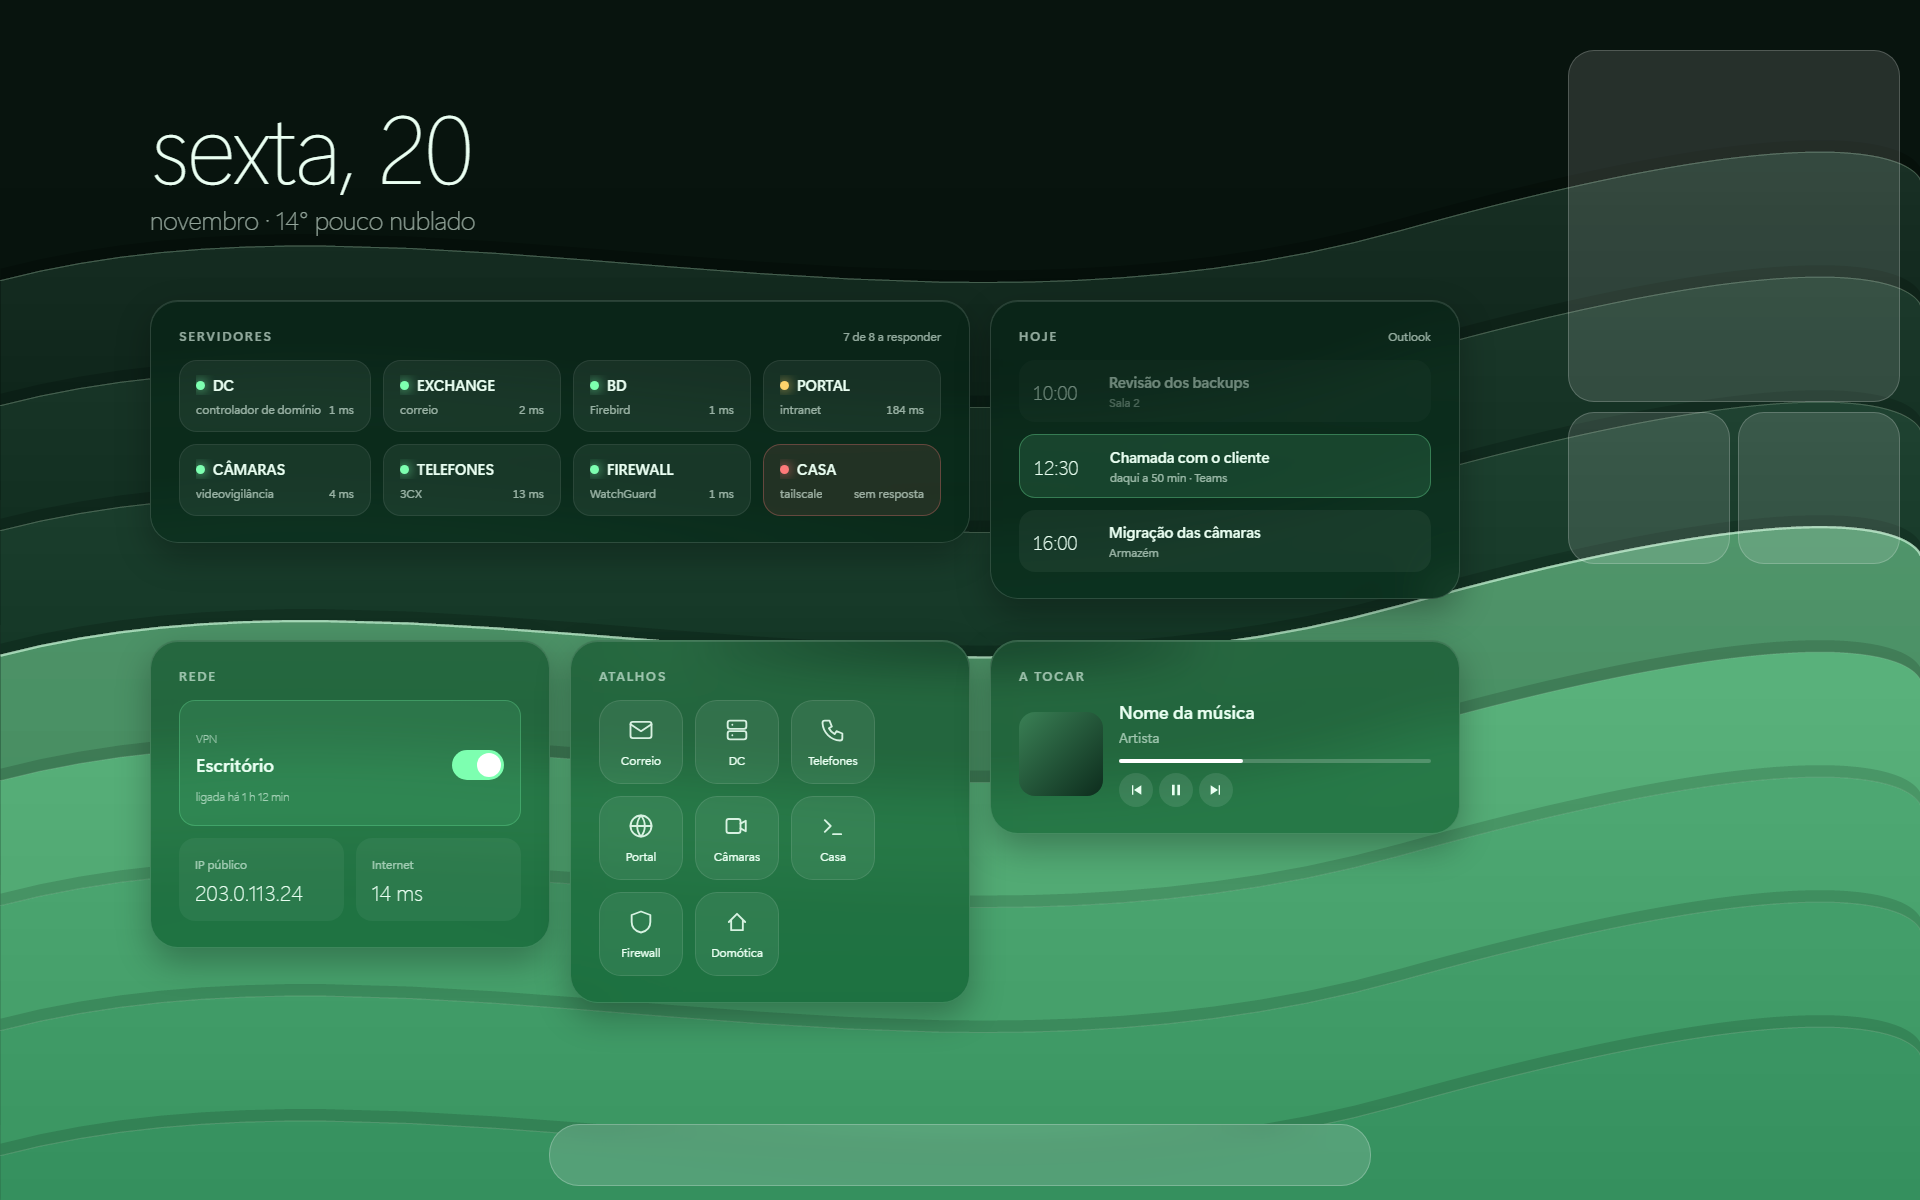 sexta, 20
novembro · 14° pouco nublado
SERVIDORES
7 de 8 a responder
DC
controlador de domínio 1 ms
EXCHANGE
correio 2 ms
BD
Firebird 1 ms
PORTAL
intranet 184 ms
CÂMARAS
videovigilância 4 ms
TELEFONES
3CX 13 ms
FIREWALL
WatchGuard 1 ms
CASA
tailscale sem resposta
HOJE
Outlook
10:00
Revisão dos backups
Sala 2
12:30
Chamada com o cliente
daqui a 50 min · Teams
16:00
Migração das câmaras
Armazém
REDE
VPN
Escritório
ligada há 1 h 12 min
IP público
203.0.113.24
Internet
14 ms
ATALHOS
Correio
DC
Telefones
Portal
Câmaras
Casa
Firewall
Domótica
A TOCAR
Nome da música
Artista